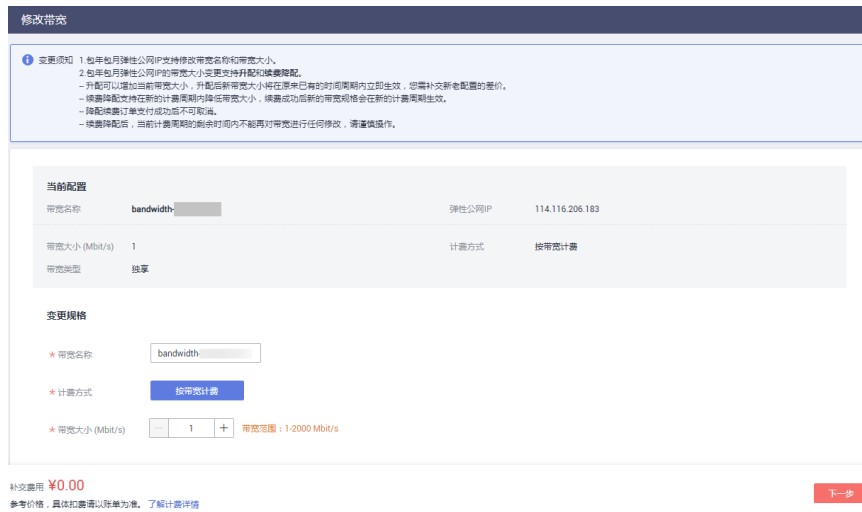 修改带宽
变更须知 1.包年包月弹性公网IP支持修改带宽名称和带宽大小。
2.包年包月弹性公网IP的带宽大小变更支持升配和续费降配。
-- 升配可以增加当前带宽大小，升配后新带宽大小将在原来已有的时间周期内立即生效，您需补交新老配置的差价。
-- 续费降配支持在新的计费周期内降低带宽大小，续费成功后新的带宽规格会在新的计费周期生效。
-- 降配续费订单支付成功后不可取消。
-- 续费降配后，当前计费周期的剩余时间内不能再对带宽进行任何修改，请谨慎操作。
当前配置
带宽名称 bandwidth- 弹性公网IP 114.116.206.183
带宽大小 (Mbit/s) 1 计费方式 按带宽计费
带宽类型 独享
变更规格
* 带宽名称 bandwidth-
* 计费方式 按带宽计费
* 带宽大小 (Mbit/s) － 1 + 带宽范围：1-2000 Mbit/s
补交费用 ¥0.00 下一步
参考价格，具体扣费请以账单为准。 了解计费详情